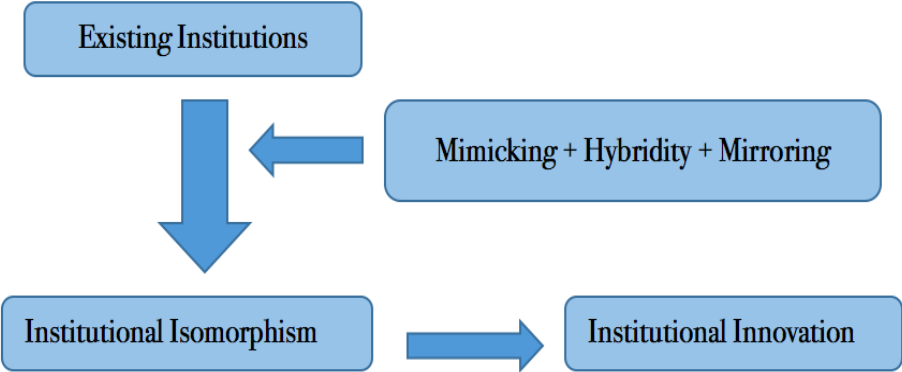 Existing Institutions
Mimicking + Hybridity + Mirroring
Institutional Isomorphism
Institutional Innovation